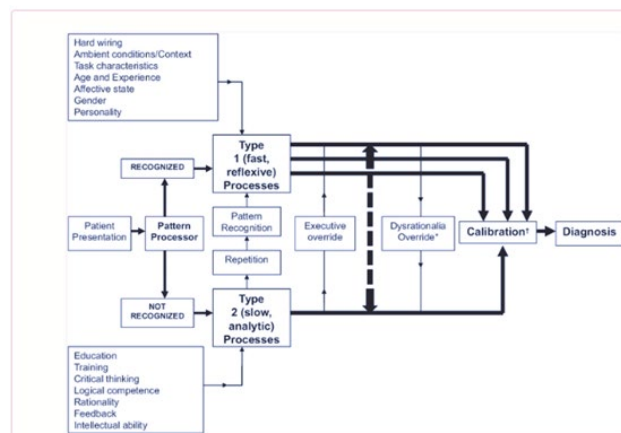 Hard wiring
Ambient conditions/Context
Task characteristics
Age and Experience
Affective state
Gender
Personality
Type
1 (fast,
reflexive)
Processes
RECOGNIZED
Patient
Presentation
Pattern
Processor
Pattern
Recognition
Executive
override
Dysrationalia
Override*
Calibration†
Diagnosis
Repetition
NOT
RECOGNIZED
Type
2 (slow,
analytic)
Processes
Education
Training
Critical thinking
Logical competence
Rationality
Feedback
Intellectual ability